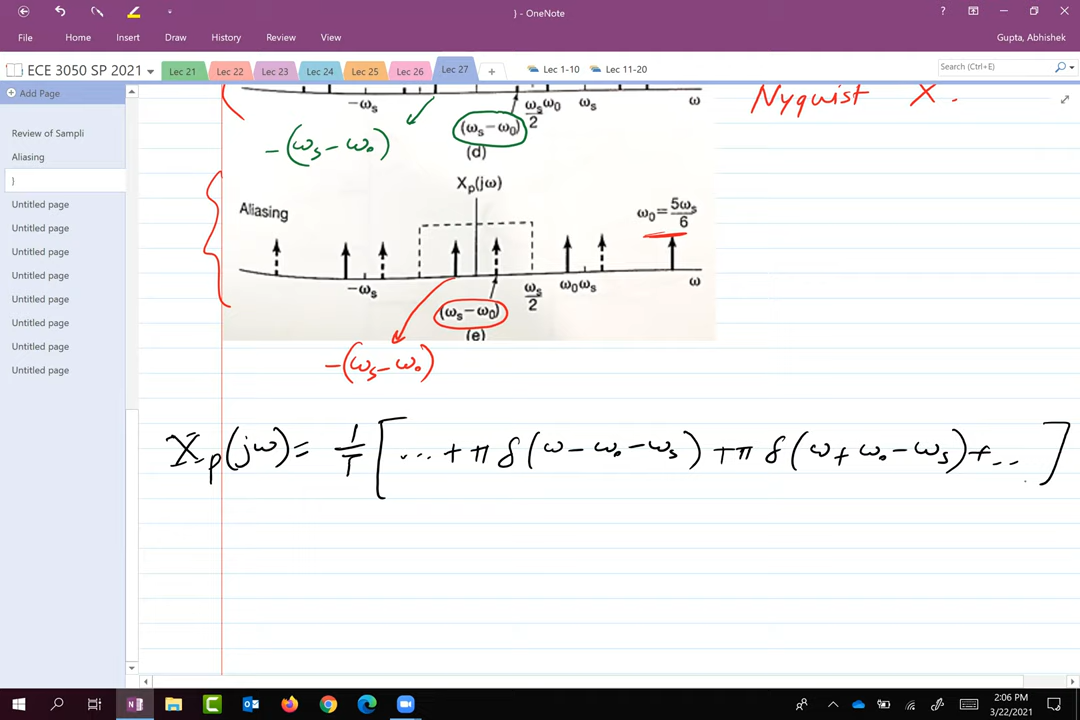 } - OneNote
? Gupta, Abhishek
File Home Insert Draw History Review View
ECE 3050 SP 2021 Lec 21 Lec 22 Lec 23 Lec 24 Lec 25 Lec 26 Lec 27 + Lec 1-10 Lec 11-20 Search (Ctrl+E)
Add Page
Review of Sampli
Aliasing
}
Untitled page
Untitled page
Untitled page
Untitled page
Untitled page
Untitled page
Untitled page
Untitled page
Nyquist X.
-ωs ωs/2 ω0 ωs ω
-(ωs-ω0) (ωs-ω0)
(d)
Xp(jω)
Aliasing
ω0=5ωs/6
-ωs ωs/2 ω0 ωs ω
(ωs-ω0)
(e)
-(ωs-ω0)
Xp(jω)= 1/T [... + π δ(ω-ω0-ωs) + π δ(ω+ω0-ωs)+...]
2:06 PM
3/22/2021